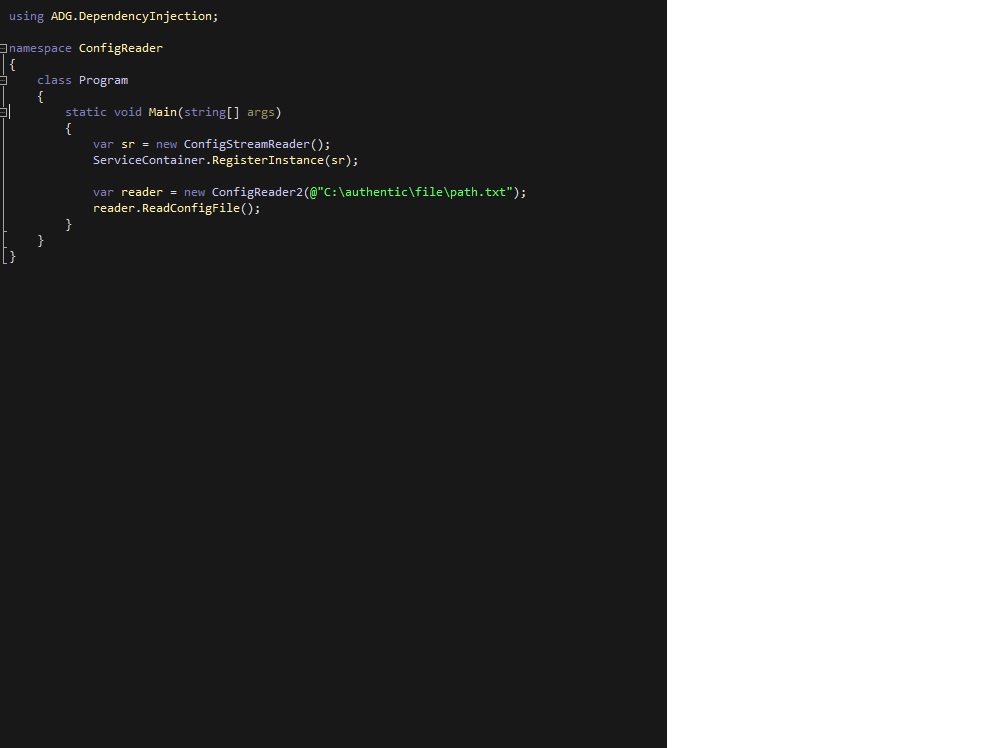 using ADG.DependencyInjection;
namespace ConfigReader
{
class Program
{
static void Main(string[] args)
{
var sr = new ConfigStreamReader();
ServiceContainer.RegisterInstance(sr);
var reader = new ConfigReader2(@"C:\authentic\file\path.txt");
reader.ReadConfigFile();
}
}
}